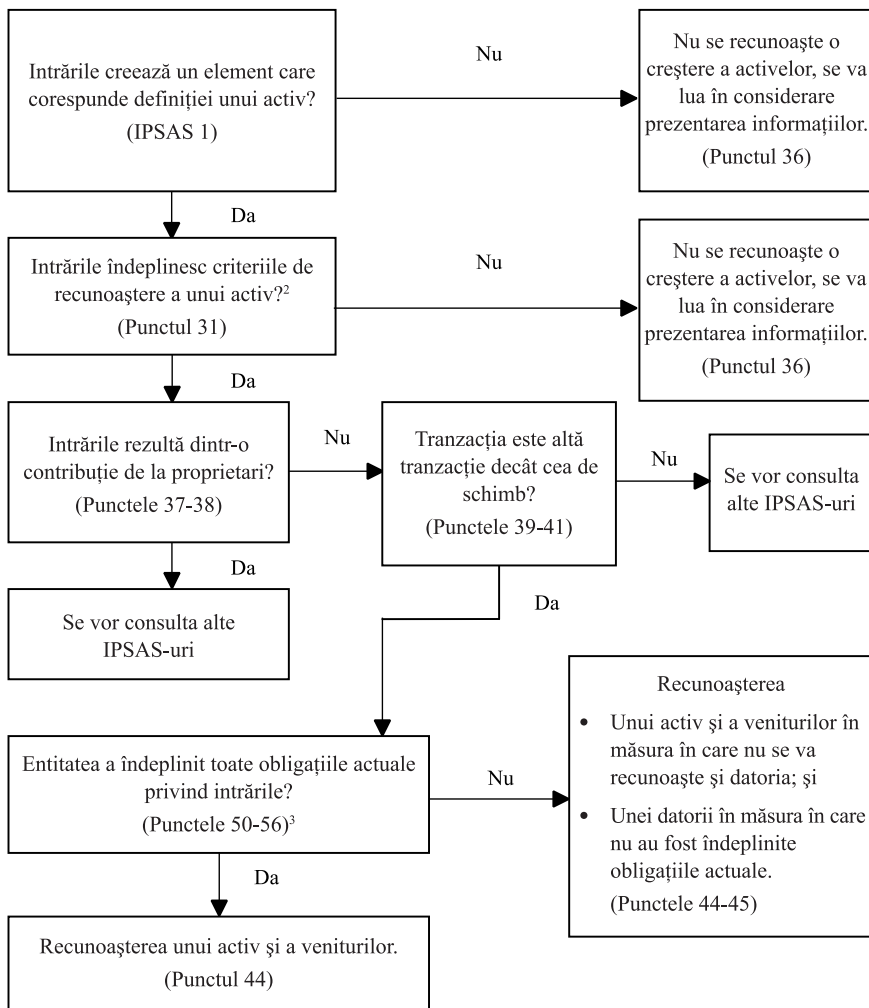 Intrările creează un element care
corespunde definiției unui activ?
(IPSAS 1)
Nu
Nu se recunoaşte o
creştere a activelor, se va
lua în considerare
prezentarea informațiilor.
(Punctul 36)
Da
Intrările îndeplinesc criteriile de
recunoaştere a unui activ?²
(Punctul 31)
Nu
Nu se recunoaşte o
creştere a activelor, se va
lua în considerare
prezentarea informațiilor.
(Punctul 36)
Da
Intrările rezultă dintr-o
contribuție de la proprietari?
(Punctele 37-38)
Nu
Tranzacția este altă
tranzacție decât cea de
schimb?
(Punctele 39-41)
Nu
Se vor consulta
alte IPSAS-uri
Da
Se vor consulta alte
IPSAS-uri
Da
Entitatea a îndeplinit toate obligațiile actuale
privind intrările?
(Punctele 50-56)³
Nu
Recunoaşterea
• Unui activ şi a veniturilor în
măsura în care nu se va
recunoaşte şi datoria; şi
• Unei datorii în măsura în care
nu au fost îndeplinite
obligațiile actuale.
(Punctele 44-45)
Da
Recunoaşterea unui activ şi a veniturilor.
(Punctul 44)